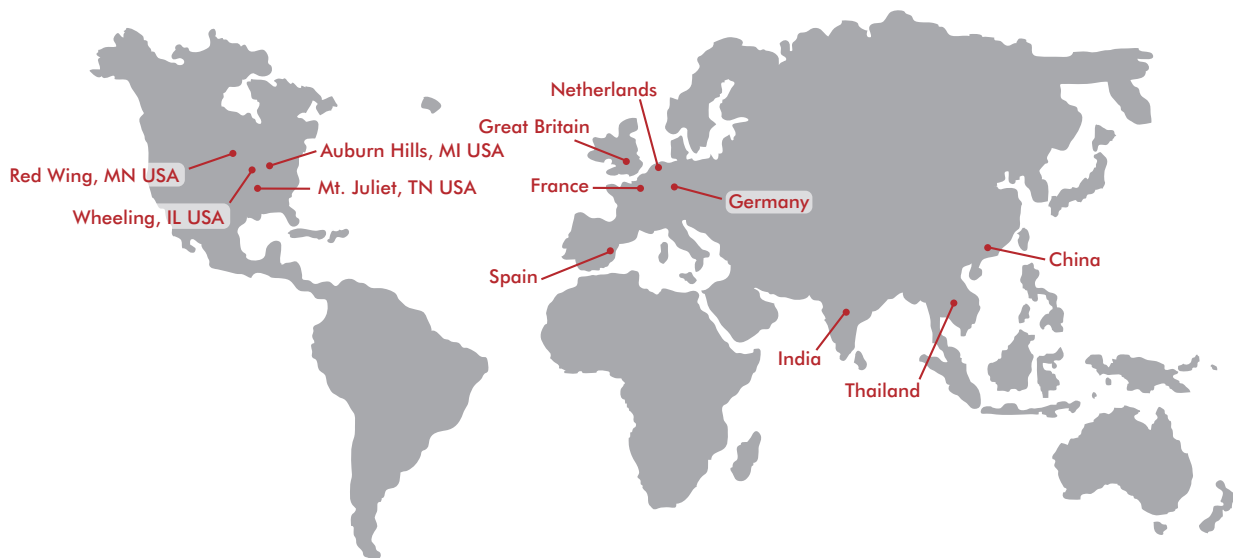 Netherlands
Great Britain
Auburn Hills, MI USA
Red Wing, MN USA
Mt. Juliet, TN USA
France
Germany
Wheeling, IL USA
China
Spain
India
Thailand